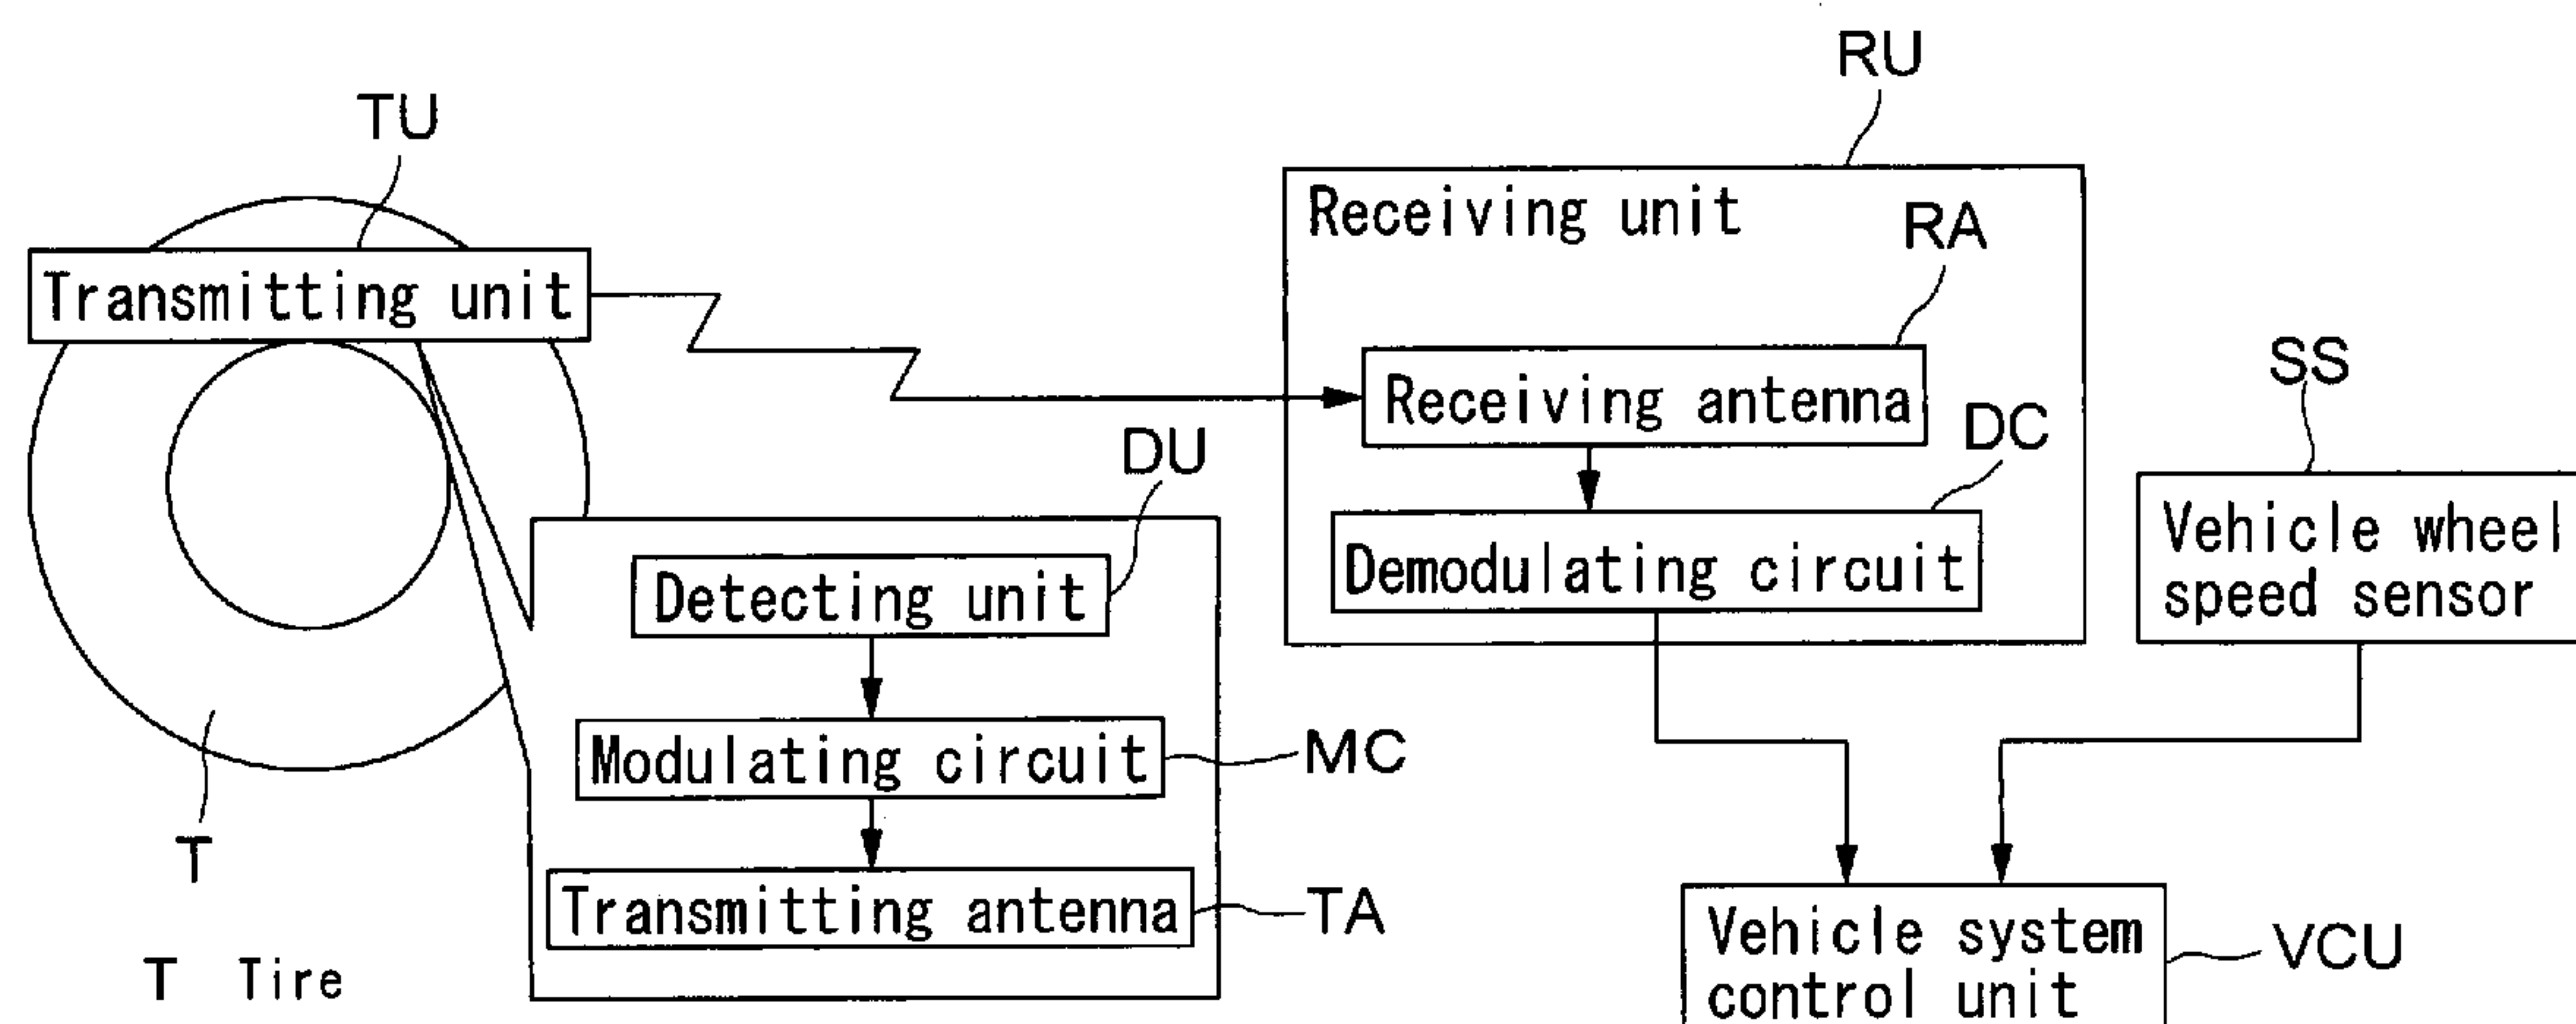 RU
TU
Receiving unit
RA
Transmitting unit
SS
Receiving antenna
DC
DU
Vehicle wheel
speed sensor
Demodulating circuit
Detecting unit
Modulating circuit
MC
T
Transmitting antenna
TA
Vehicle system
control unit
VCU
T Tire